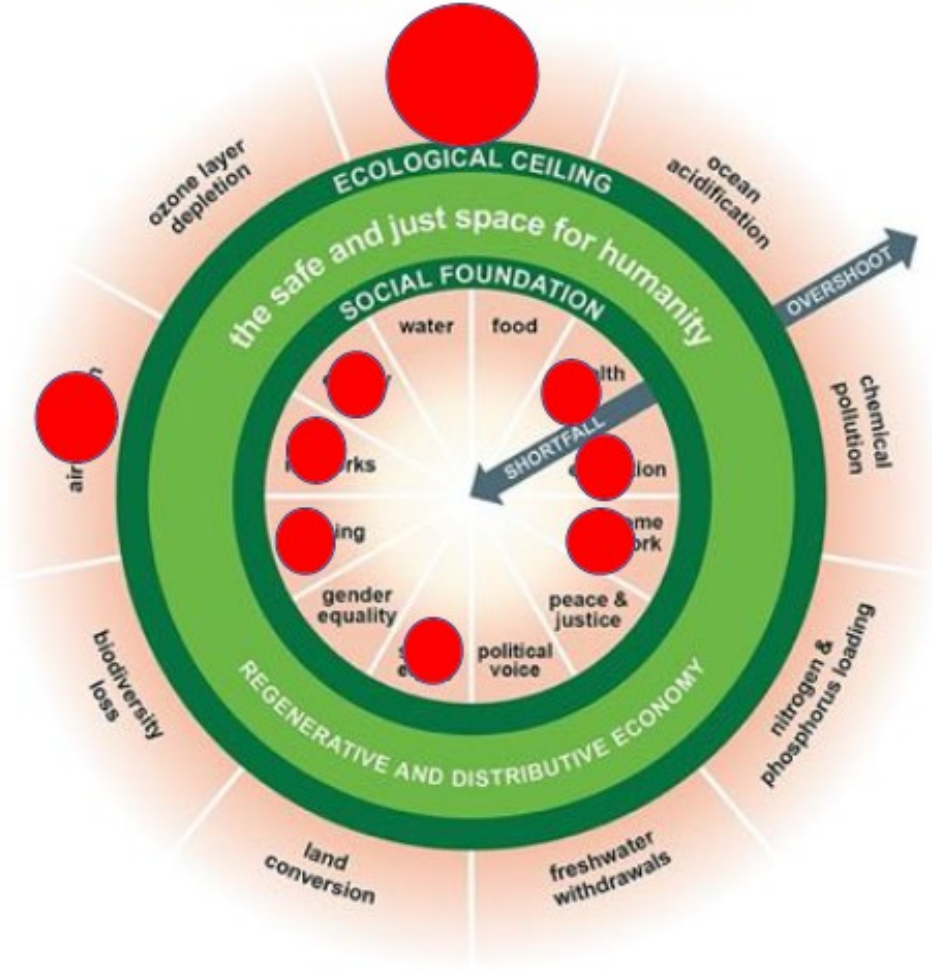 ECOLOGICAL CEILING
the safe and just space for humanity
SOCIAL FOUNDATION
water
food
ozone layer
depletion
ocean
acidification
OVERSHOOT
SHORTFALL
chemical
pollution
nitrogen &
phosphorus loading
freshwater
withdrawals
land
conversion
biodiversity
loss
air
peace &
justice
political
voice
gender
equality
REGENERATIVE AND DISTRIBUTIVE ECONOMY